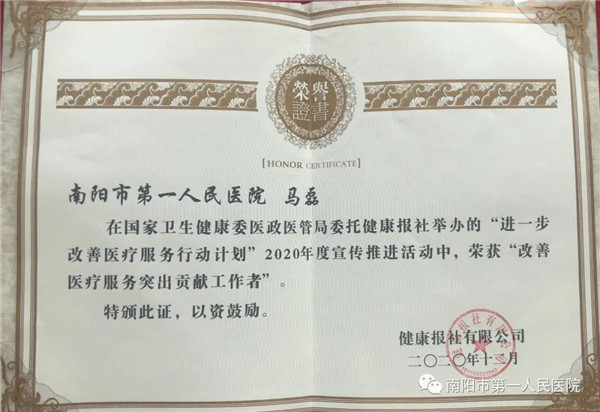 榮譽
證書
[HONOR CERTIFICATE]
南阳市第一人民医院 马磊
在国家卫生健康委医政医管局委托健康报社举办的“进一步
改善医疗服务行动计划”2020年度宣传推进活动中，荣获“改善
医疗服务突出贡献工作者”。
特颁此证，以资鼓励。
健康报社有限公司
二〇二〇年十二月
南阳市第一人民医院